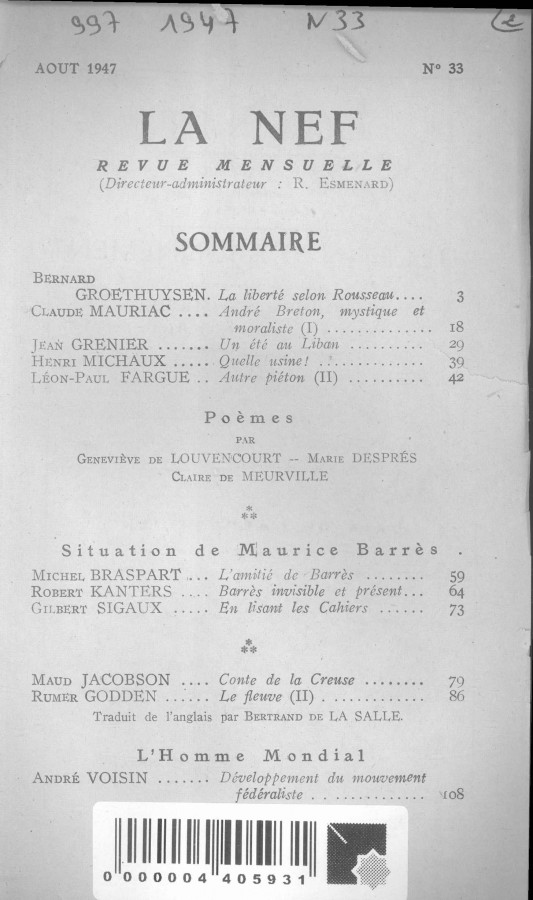 997 1947 N33 2
AOUT 1947 N° 33
LA NEF
REVUE MENSUELLE
(Directeur-administrateur : R. ESMENARD)
SOMMAIRE
BERNARD
GROETHUYSEN. La liberté selon Rousseau.... 3
CLAUDE MAURIAC .... André Breton, mystique et
moraliste (I) .............. 18
JEAN GRENIER ....... Un été au Liban .......... 29
HENRI MICHAUX ..... Quelle usine! .............. 39
LÉON-PAUL FARGUE .. Autre piéton (II) .......... 42
Poèmes
PAR
GENEVIÈVE DE LOUVENCOURT -- MARIE DESPRÉS
CLAIRE DE MEURVILLE
***
Situation de Maurice Barrès .
MICHEL BRASPART ... L'amitié de Barrès ........ 59
ROBERT KANTERS .... Barrès invisible et présent... 64
GILBERT SIGAUX ..... En lisant les Cahiers ...... 73
***
MAUD JACOBSON .... Conte de la Creuse ........ 79
RUMER GODDEN ...... Le fleuve (II) ............. 86
Traduit de l'anglais par BERTRAND DE LA SALLE.
L'Homme Mondial
ANDRÉ VOISIN ....... Développement du mouvement
fédéraliste .............. 108
0 000004 405931